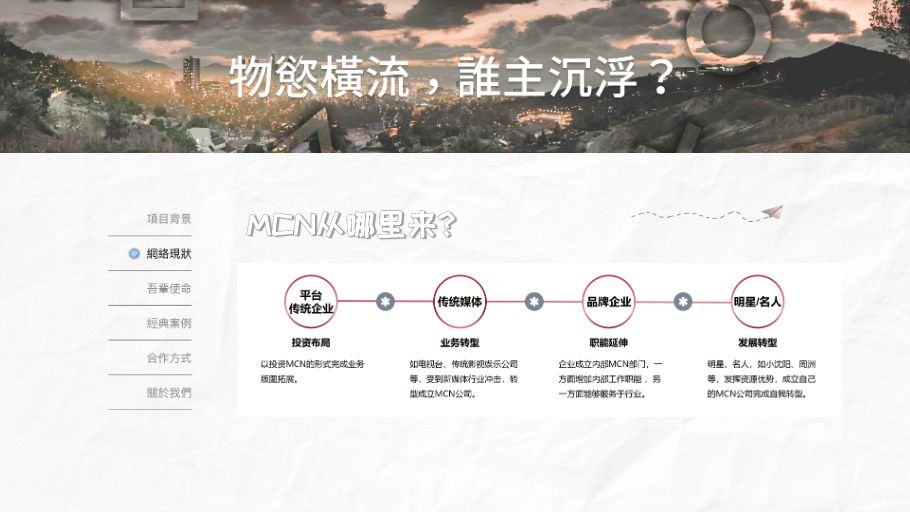 物慾橫流，誰主沉浮？
項目背景
網絡現狀
吾輩使命
經典案例
合作方式
關於我們
MCN从哪里来？
平台
传统企业
传统媒体
品牌企业
明星/名人
投资布局
以投资MCN的形式完成业务
版图拓展。
业务转型
如电视台、传统影视娱乐公司
等，受到新媒体行业冲击，转
型成立MCN公司。
职能延伸
企业成立内部MCN部门，一
方面增加内部工作职能，另
一方面能够服务于行业。
发展转型
明星、名人，如小沈阳、周洲
等，发挥资源优势，成立自己
的MCN公司完成自我转型。